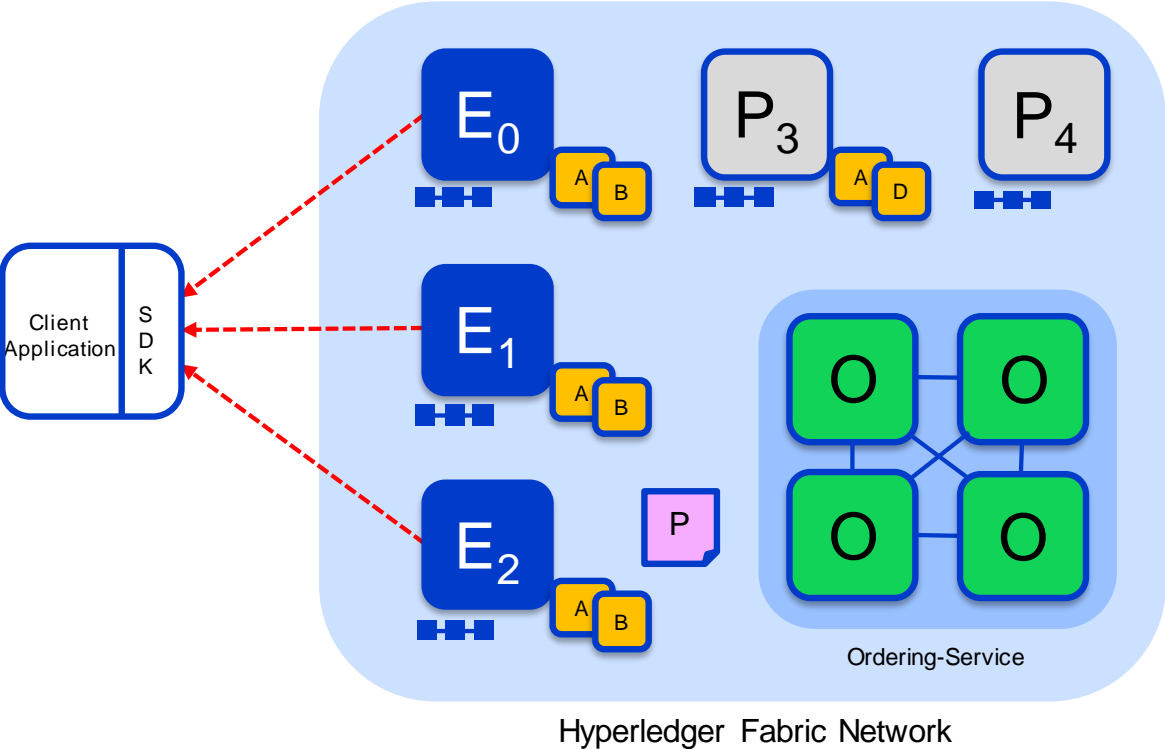 E0
A
B
P3
A
D
P4
Client
Application
S
D
K
E1
A
B
O
O
O
O
E2
A
B
P
Ordering-Service
Hyperledger Fabric Network